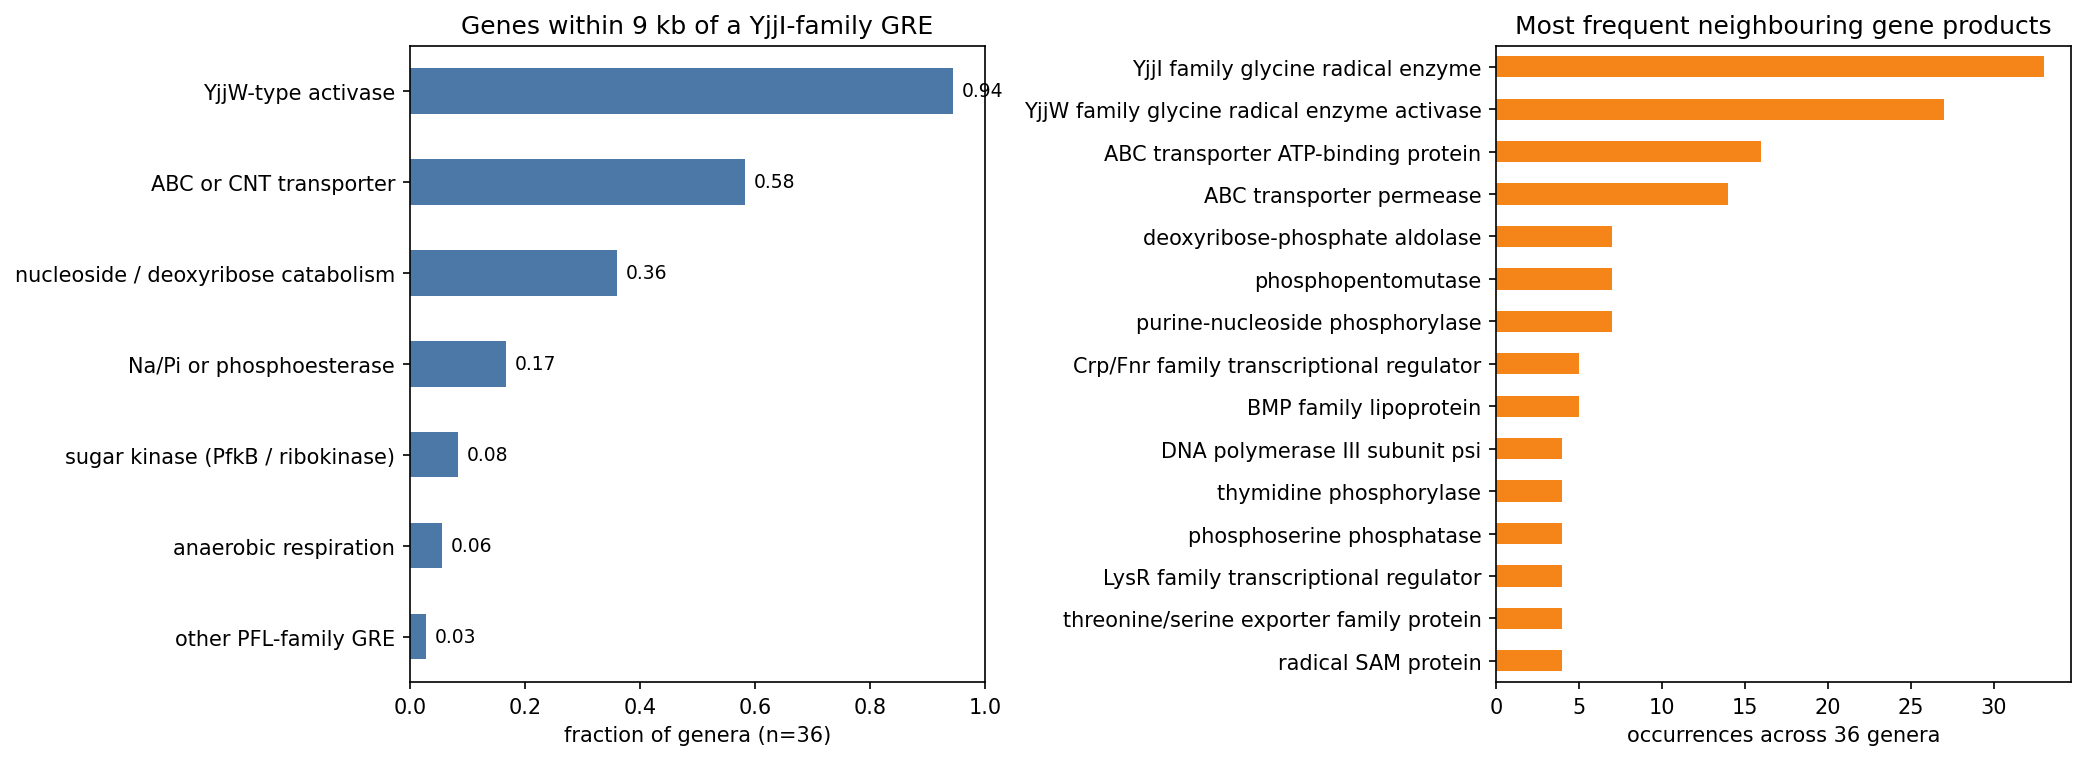 Genes within 9 kb of a YjjI-family GRE
YjjW-type activase
0.94
ABC or CNT transporter
0.58
nucleoside / deoxyribose catabolism
0.36
Na/Pi or phosphoesterase
0.17
sugar kinase (PfkB / ribokinase)
0.08
anaerobic respiration
0.06
other PFL-family GRE
0.03
0.0 0.2 0.4 0.6 0.8 1.0
fraction of genera (n=36)
Most frequent neighbouring gene products
YjjI family glycine radical enzyme
YjjW family glycine radical enzyme activase
ABC transporter ATP-binding protein
ABC transporter permease
deoxyribose-phosphate aldolase
phosphopentomutase
purine-nucleoside phosphorylase
Crp/Fnr family transcriptional regulator
BMP family lipoprotein
DNA polymerase III subunit psi
thymidine phosphorylase
phosphoserine phosphatase
LysR family transcriptional regulator
threonine/serine exporter family protein
radical SAM protein
0 5 10 15 20 25 30
occurrences across 36 genera